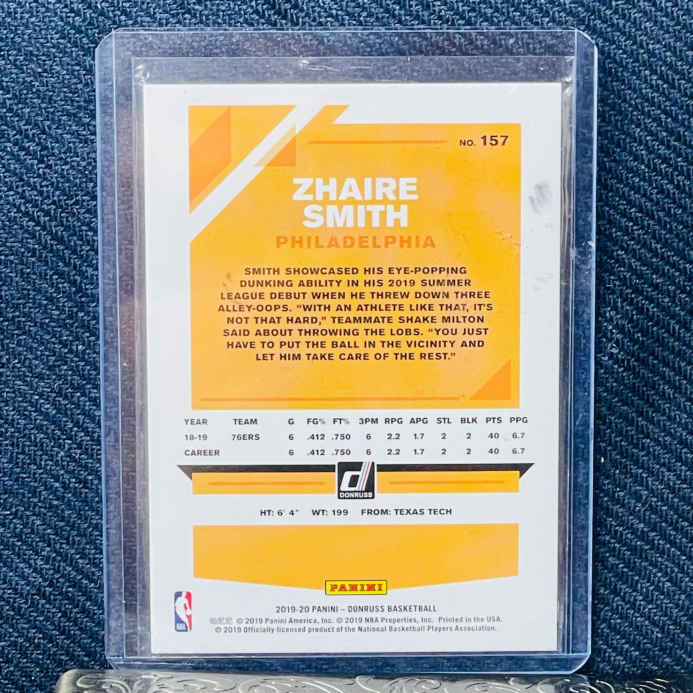 NO. 157
ZHAIRE
SMITH
PHILADELPHIA
SMITH SHOWCASED HIS EYE-POPPING
DUNKING ABILITY IN HIS 2019 SUMMER
LEAGUE DEBUT WHEN HE THREW DOWN THREE
ALLEY-OOPS. “WITH AN ATHLETE LIKE THAT, IT’S
NOT THAT HARD,” TEAMMATE SHAKE MILTON
SAID ABOUT THROWING THE LOBS. “YOU JUST
HAVE TO PUT THE BALL IN THE VICINITY AND
LET HIM TAKE CARE OF THE REST.”
YEAR TEAM G FG% FT% 3PM RPG APG STL BLK PTS PPG
18-19 76ERS 6 .412 .750 6 2.2 1.7 2 2 40 6.7
CAREER 6 .412 .750 6 2.2 1.7 2 2 40 6.7
d
DONRUSS
HT: 6' 4" WT: 199 FROM: TEXAS TECH
PANINI
2019-20 PANINI – DONRUSS BASKETBALL
© 2019 Panini America, Inc. © 2019 NBA Properties, Inc. Printed in the USA.
© 2019 Officially licensed product of the National Basketball Players Association.